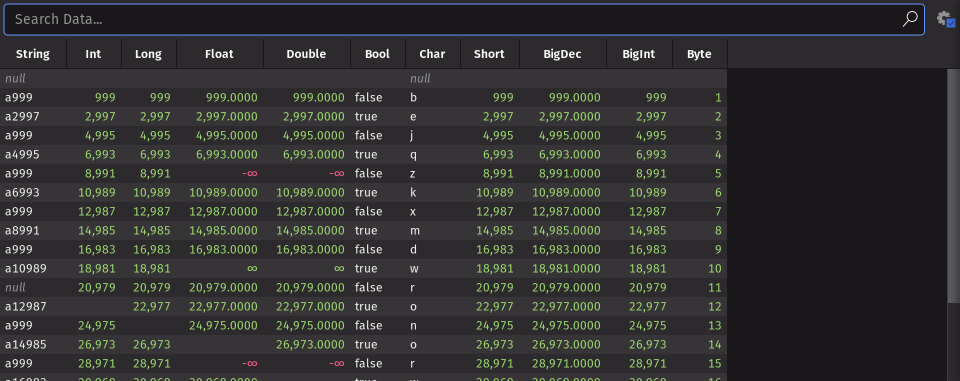 Search Data...
String Int Long Float Double Bool Char Short BigDec BigInt Byte
null null
a999 999 999 999.0000 999.0000 false b 999 999.0000 999 1
a2997 2,997 2,997 2,997.0000 2,997.0000 true e 2,997 2,997.0000 2,997 2
a999 4,995 4,995 4,995.0000 4,995.0000 false j 4,995 4,995.0000 4,995 3
a4995 6,993 6,993 6,993.0000 6,993.0000 true q 6,993 6,993.0000 6,993 4
a999 8,991 8,991 -∞ -∞ false z 8,991 8,991.0000 8,991 5
a6993 10,989 10,989 10,989.0000 10,989.0000 true k 10,989 10,989.0000 10,989 6
a999 12,987 12,987 12,987.0000 12,987.0000 false x 12,987 12,987.0000 12,987 7
a8991 14,985 14,985 14,985.0000 14,985.0000 true m 14,985 14,985.0000 14,985 8
a999 16,983 16,983 16,983.0000 16,983.0000 false d 16,983 16,983.0000 16,983 9
a10989 18,981 18,981 ∞ ∞ true w 18,981 18,981.0000 18,981 10
null 20,979 20,979 20,979.0000 20,979.0000 false r 20,979 20,979.0000 20,979 11
a12987 22,977 22,977.0000 22,977.0000 true o 22,977 22,977.0000 22,977 12
a999 24,975 24,975.0000 24,975.0000 false n 24,975 24,975.0000 24,975 13
a14985 26,973 26,973 26,973.0000 true o 26,973 26,973.0000 26,973 14
a999 28,971 28,971 -∞ -∞ false r 28,971 28,971.0000 28,971 15